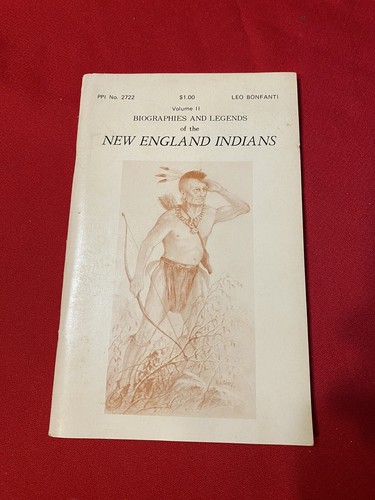 PPI No. 2722 $1.00 LEO BONFANTI
Volume II
BIOGRAPHIES AND LEGENDS
of the
NEW ENGLAND INDIANS